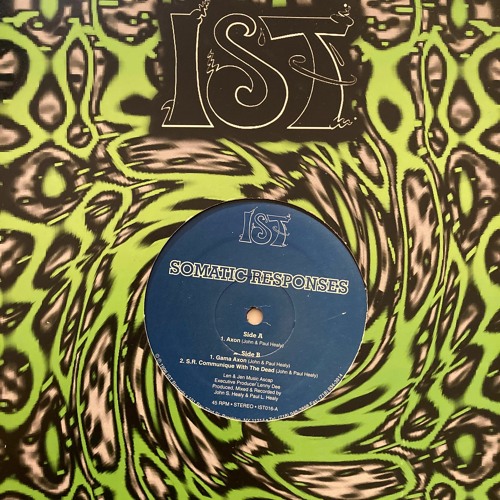 IST
IST
SOMATIC RESPONSES
Side A
1. Axon (John & Paul Healy)
Side B
1. Gama Axon (John & Paul Healy)
2. S.R. Communique With The Dead (John & Paul Healy)
Len & Jen Music Ascap
Executive Producer Lenny Dee
Produced, Mixed & Recorded by
John S. Healy & Paul L. Healy
45 RPM • STEREO • IST016-A